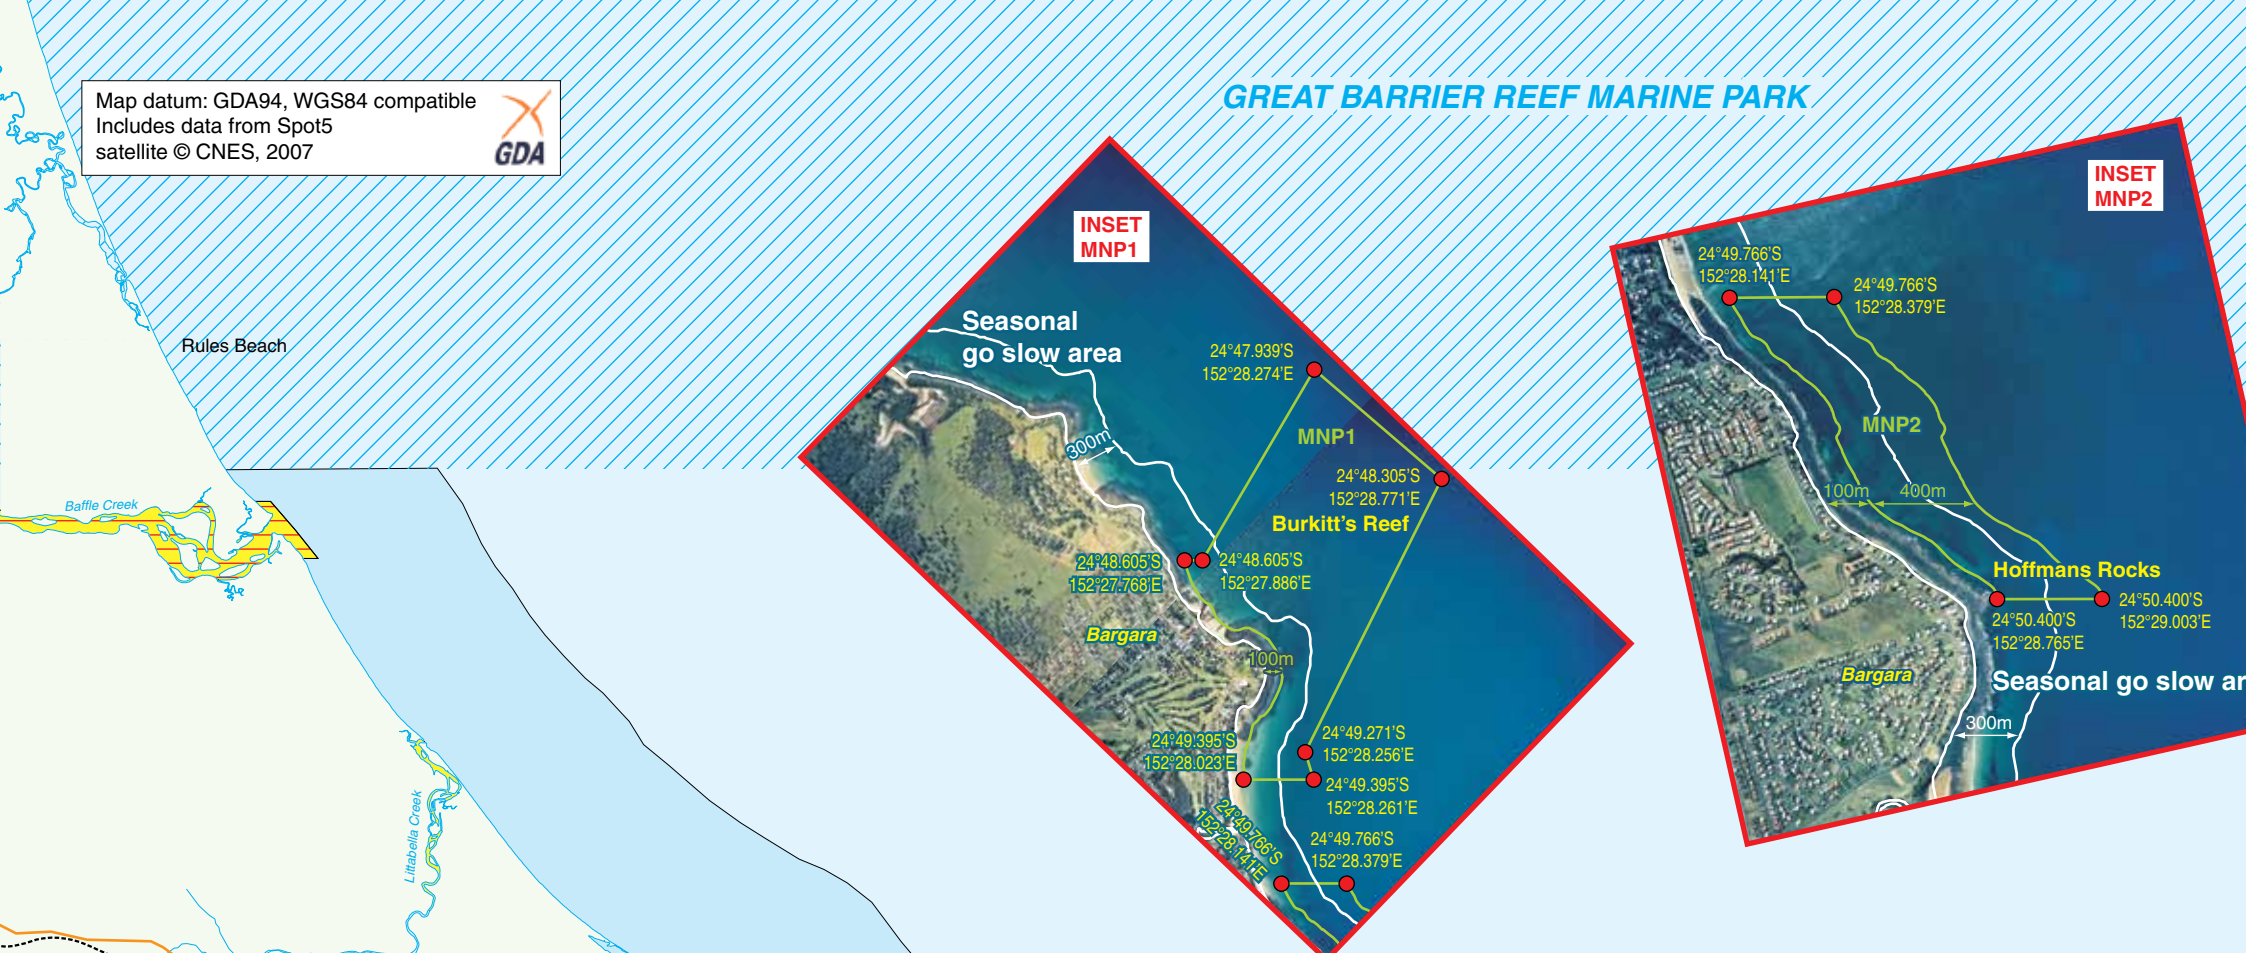 Map datum: GDA94, WGS84 compatible
Includes data from Spot5
satellite © CNES, 2007
GDA
GREAT BARRIER REEF MARINE PARK
Rules Beach
Baffle Creek
Littabella Creek
INSET
MNP1
Seasonal
go slow area
300m
24°47.939'S
152°28.274'E
MNP1
24°48.305'S
152°28.771'E
Burkitt's Reef
24°48.605'S
152°27.768'E
24°48.605'S
152°27.886'E
Bargara
100m
24°49.395'S
152°28.023'E
24°49.271'S
152°28.256'E
24°49.395'S
152°28.261'E
24°49.766'S
152°28.141'E
24°49.766'S
152°28.379'E
INSET
MNP2
24°49.766'S
152°28.141'E
24°49.766'S
152°28.379'E
MNP2
100m
400m
Hoffmans Rocks
24°50.400'S
152°28.765'E
24°50.400'S
152°29.003'E
Bargara
Seasonal go slow ar
300m